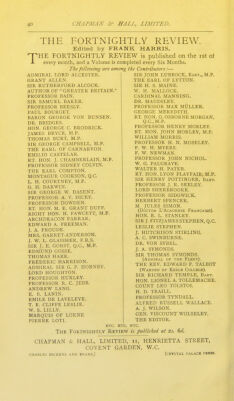 40 CHAPMAN & HALL, LIMITED.
THE FORTNIGHTLY REVIEW.
Edited by FRANK HARRIS.
THE FORTNIGHTLY REVIEW is published on the 1st of
every month, and a Volume is completed every Six Months.
The following are among the Contributors:—
ADMIRAL LORD ALCESTER.
GRANT ALLEN.
SIR RUTHERFORD ALCOCK.
AUTHOR OF "GREATER BRITAIN."
PROFESSOR BAIN.
SIR SAMUEL BAKER.
PROFESSOR BEESLY.
PAUL BOURGET.
BARON GEORGE VON BUNSEN.
DR. BRIDGES.
HON. GEORGE C. BRODRICK.
JAMES BRYCE, M.P.
THOMAS BURT, M.P.
SIR GEORGE CAMPBELL, M.P.
THE EARL OF CARNARVON.
EMILIO CASTELAR.
RT. HON. J. CHAMBERLAIN, M.P.
PROFESSOR SIDNEY COLVIN.
THE EARL COMPTON.
MONTAGUE COOKSON, Q.C.
L. H. COURTNEY, M.P.
G. H. DARWIN.
SIR GEORGE W. DASENT.
PROFESSOR A. V. DICEY.
PROFESSOR DOWDEN.
RT. HON. M. E. GRANT DUFF.
RIGHT HON. H. FAWCETT, M.P.
ARCHDEACON FARRAR.
EDWARD A. FREEMAN.
J. A. FROUDE.
MRS. GARRET-ANDERSON.
J. W. L. GLAISHER, F.R.S.
SIR J. E. GORST, Q.C., M.P.
EDMUND GOSSE.
THOMAS HARE.
FREDERIC HARRISON.
ADMIRAL SIR G. P. HORNBY.
LORD HOUGHTON.
PROFESSOR HUXLEY.
PROFESSOR R. C. JEBB.
ANDREW LANG.
E. B. LANIN.
EMILE DE LAVELEYE.
T. E. CLIFFE LESLIE.
W. S. LILLY.
MARQUIS OF LORNE.
PIERRE LOTI.
SIR JOHN LUBBOCK, BART., M.P.
THE EARL OF LYTTON.
SIR H. S. MAINE.
W. H. MALLOCK.
CARDINAL MANNING.
DR. MAUDSLEY.
PROFESSOR MAX MÜLLER.
GEORGE MEREDITH.
RT. HON. G. OSBORNE MORGAN,
Q.C., M.P.
PROFESSOR HENRY MORLEY.
RT. HON. JOHN MORLEY, M.P.
WILLIAM MORRIS.
PROFESSOR H. N. MOSELEY.
F. W. H. MYERS.
F. W. NEWMAN.
PROFESSOR JOHN NICHOL.
W. G. PALGRAVE.
WALTER H. PATER.
RT. HON. LYON PLAYFAIR, M.P.
SIR HENRY POTTINGER, BART.
PROFESSOR J. R. SEELEY.
LORD SHERBROOKE.
PROFESSOR SIDGWICK.
HERBERT SPENCER.
M. JULES SIMON.
(DOCTOR L'ACADEMIE FRANCAISE).
HON. E. L. STANLEY.
SIR J. FITZJAMES STEPHEN, Q.C.
LESLIE STEPHEN.
J. HUTCHISON STIRLING.
A. C. SWINBURNE.
DR. VON SYBEL.
J. A. SYMONDS.
SIR THOMAS SYMONDS.
(ADMIRAL OF THE FLEET).
THE REV. EDWARD F. TALBOT
(WARDEN OF KEBLE COLLEGE).
SIR RICHARD TEMPLE, BART.
HON. LIONEL A. TOLLEMACHE.
COUNT LEO TOLSTOI.
H. D. TRAILL.
PROFESSOR TYNDALL.
ALFRED RUSSEL WALLACE.
A. J. WILSON.
GEN. VISCOUNT WOLSELEY.
THE EDITOR.
ETC. ETC. ETC.
THE FORTNIGHTLY REVIEW is published at 2s. 6d.
CHAPMAN & HALL, LIMITED, 11, HENRIETTA STREET,
COVENT GARDEN, W.C.
CHARLES DICKENS AND EVANS,] [CRYSTAL PALACE PRESS.